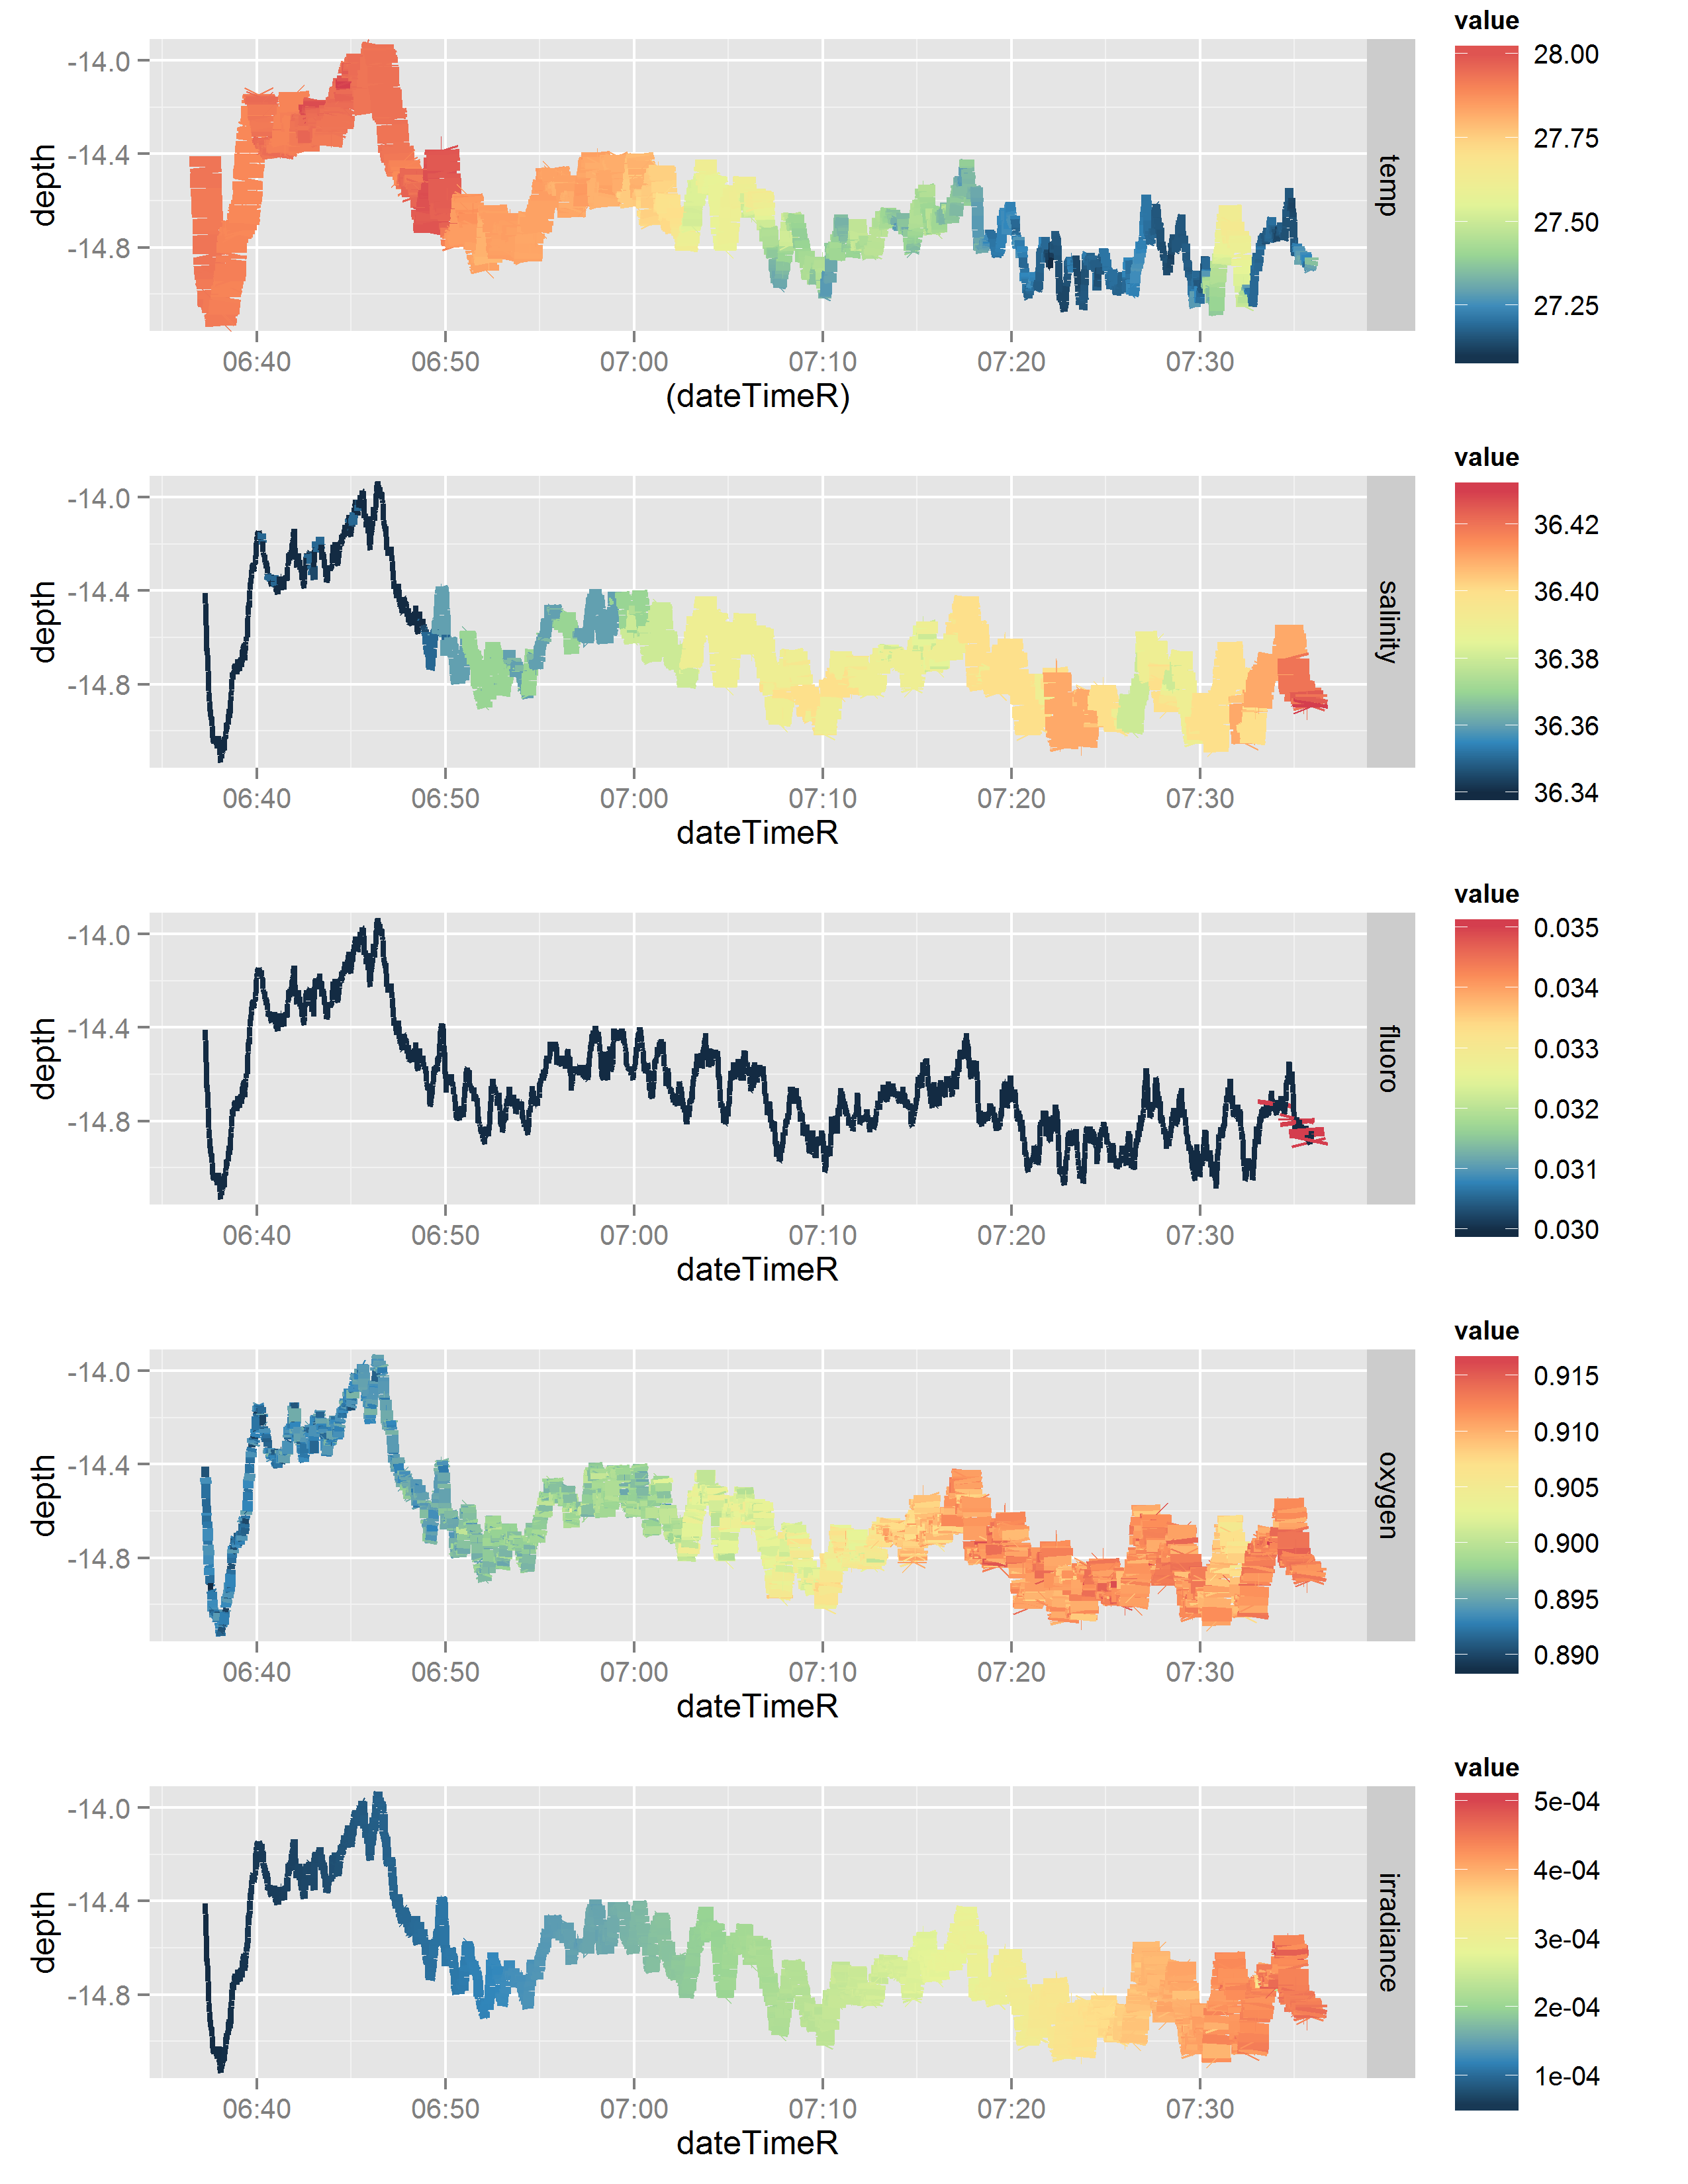 value
-14.0
-14.4
-14.8
depth
temp
28.00
27.75
27.50
27.25
06:40 06:50 07:00 07:10 07:20 07:30
(dateTimeR)
value
-14.0
-14.4
-14.8
depth
salinity
36.42
36.40
36.38
36.36
36.34
06:40 06:50 07:00 07:10 07:20 07:30
dateTimeR
value
-14.0
-14.4
-14.8
depth
fluoro
0.035
0.034
0.033
0.032
0.031
0.030
06:40 06:50 07:00 07:10 07:20 07:30
dateTimeR
value
-14.0
-14.4
-14.8
depth
oxygen
0.915
0.910
0.905
0.900
0.895
0.890
06:40 06:50 07:00 07:10 07:20 07:30
dateTimeR
value
-14.0
-14.4
-14.8
depth
irradiance
5e-04
4e-04
3e-04
2e-04
1e-04
06:40 06:50 07:00 07:10 07:20 07:30
dateTimeR